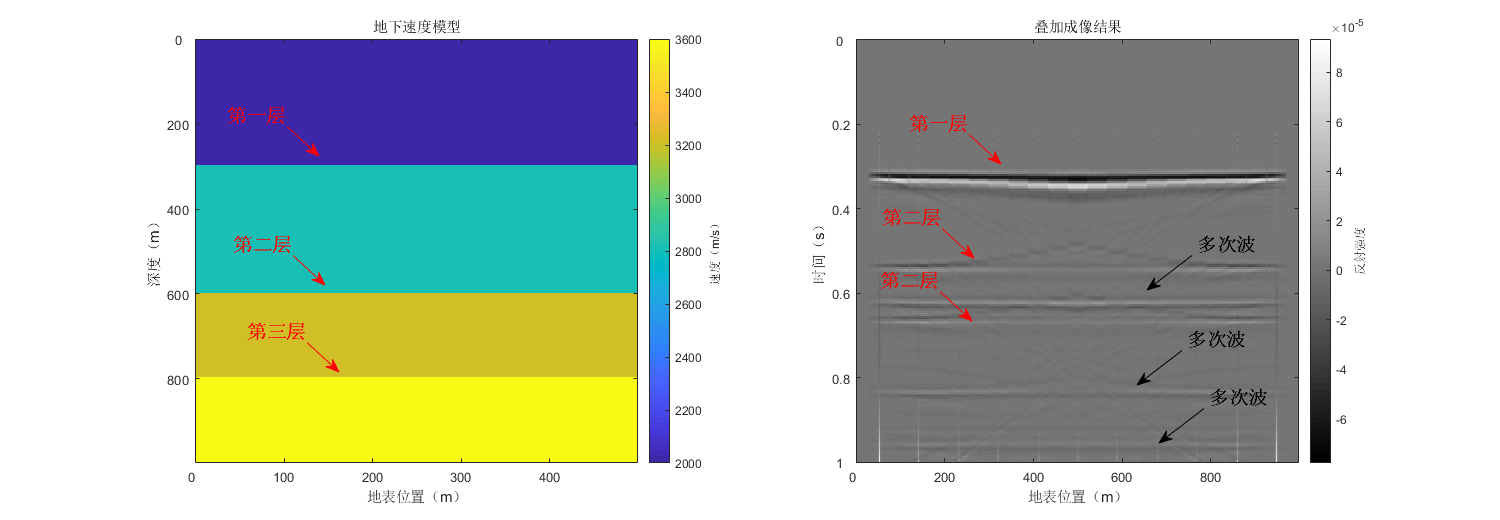 地下速度模型
0
200
400
600
800
深度（m）
第一层
第二层
第三层
0
100
200
300
400
地表位置（m）
3600
3400
3200
3000
2800
2600
2400
2200
2000
速度（m/s）
叠加成像结果
0
0.2
0.4
0.6
0.8
1
时间（s）
第一层
第二层
第二层
多次波
多次波
多次波
0
200
400
600
800
地表位置（m）
×10-5
8
6
4
2
0
-2
-4
-6
反射强度